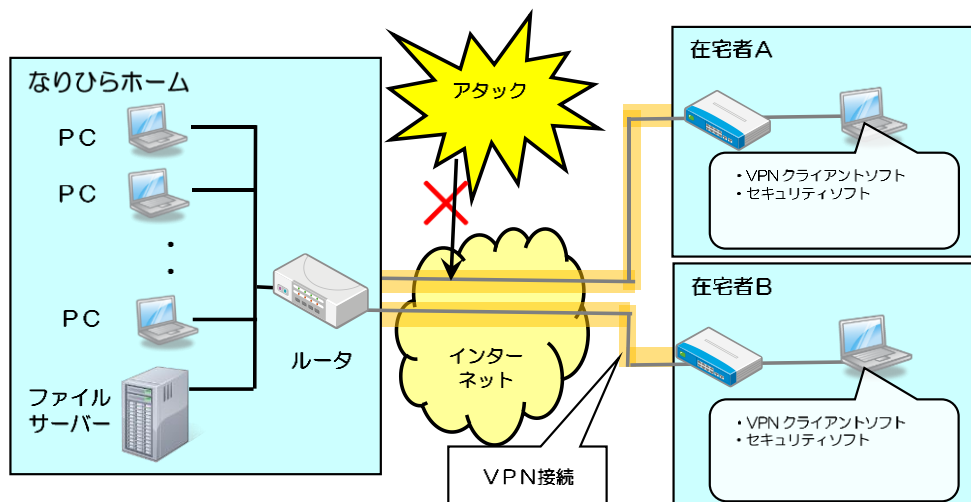 なりひらホーム
PC
PC
・
・
PC
ファイル
サーバー
ルータ
アタック
インター
ネット
VPN接続
在宅者A
・VPNクライアントソフト
・セキュリティソフト
在宅者B
・VPNクライアントソフト
・セキュリティソフト